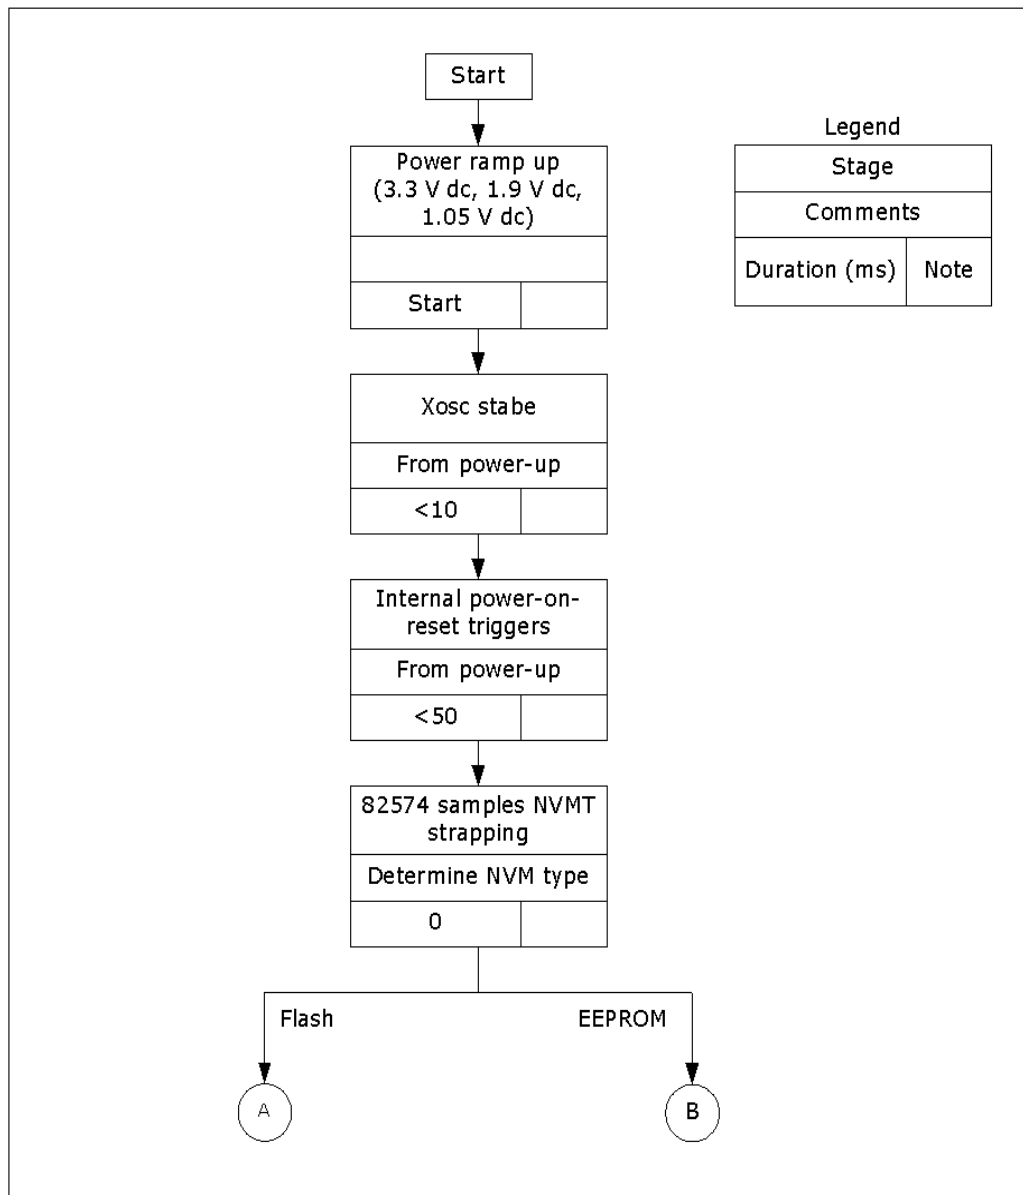 Start
Legend
Power ramp up
(3.3 V dc, 1.9 V dc,
1.05 V dc)
Start
Stage
Comments
Duration (ms)
Note
Xosc stabe
From power-up
<10
Internal power-on-
reset triggers
From power-up
<50
82574 samples NVMT
strapping
Determine NVM type
0
Flash
EEPROM
A
B